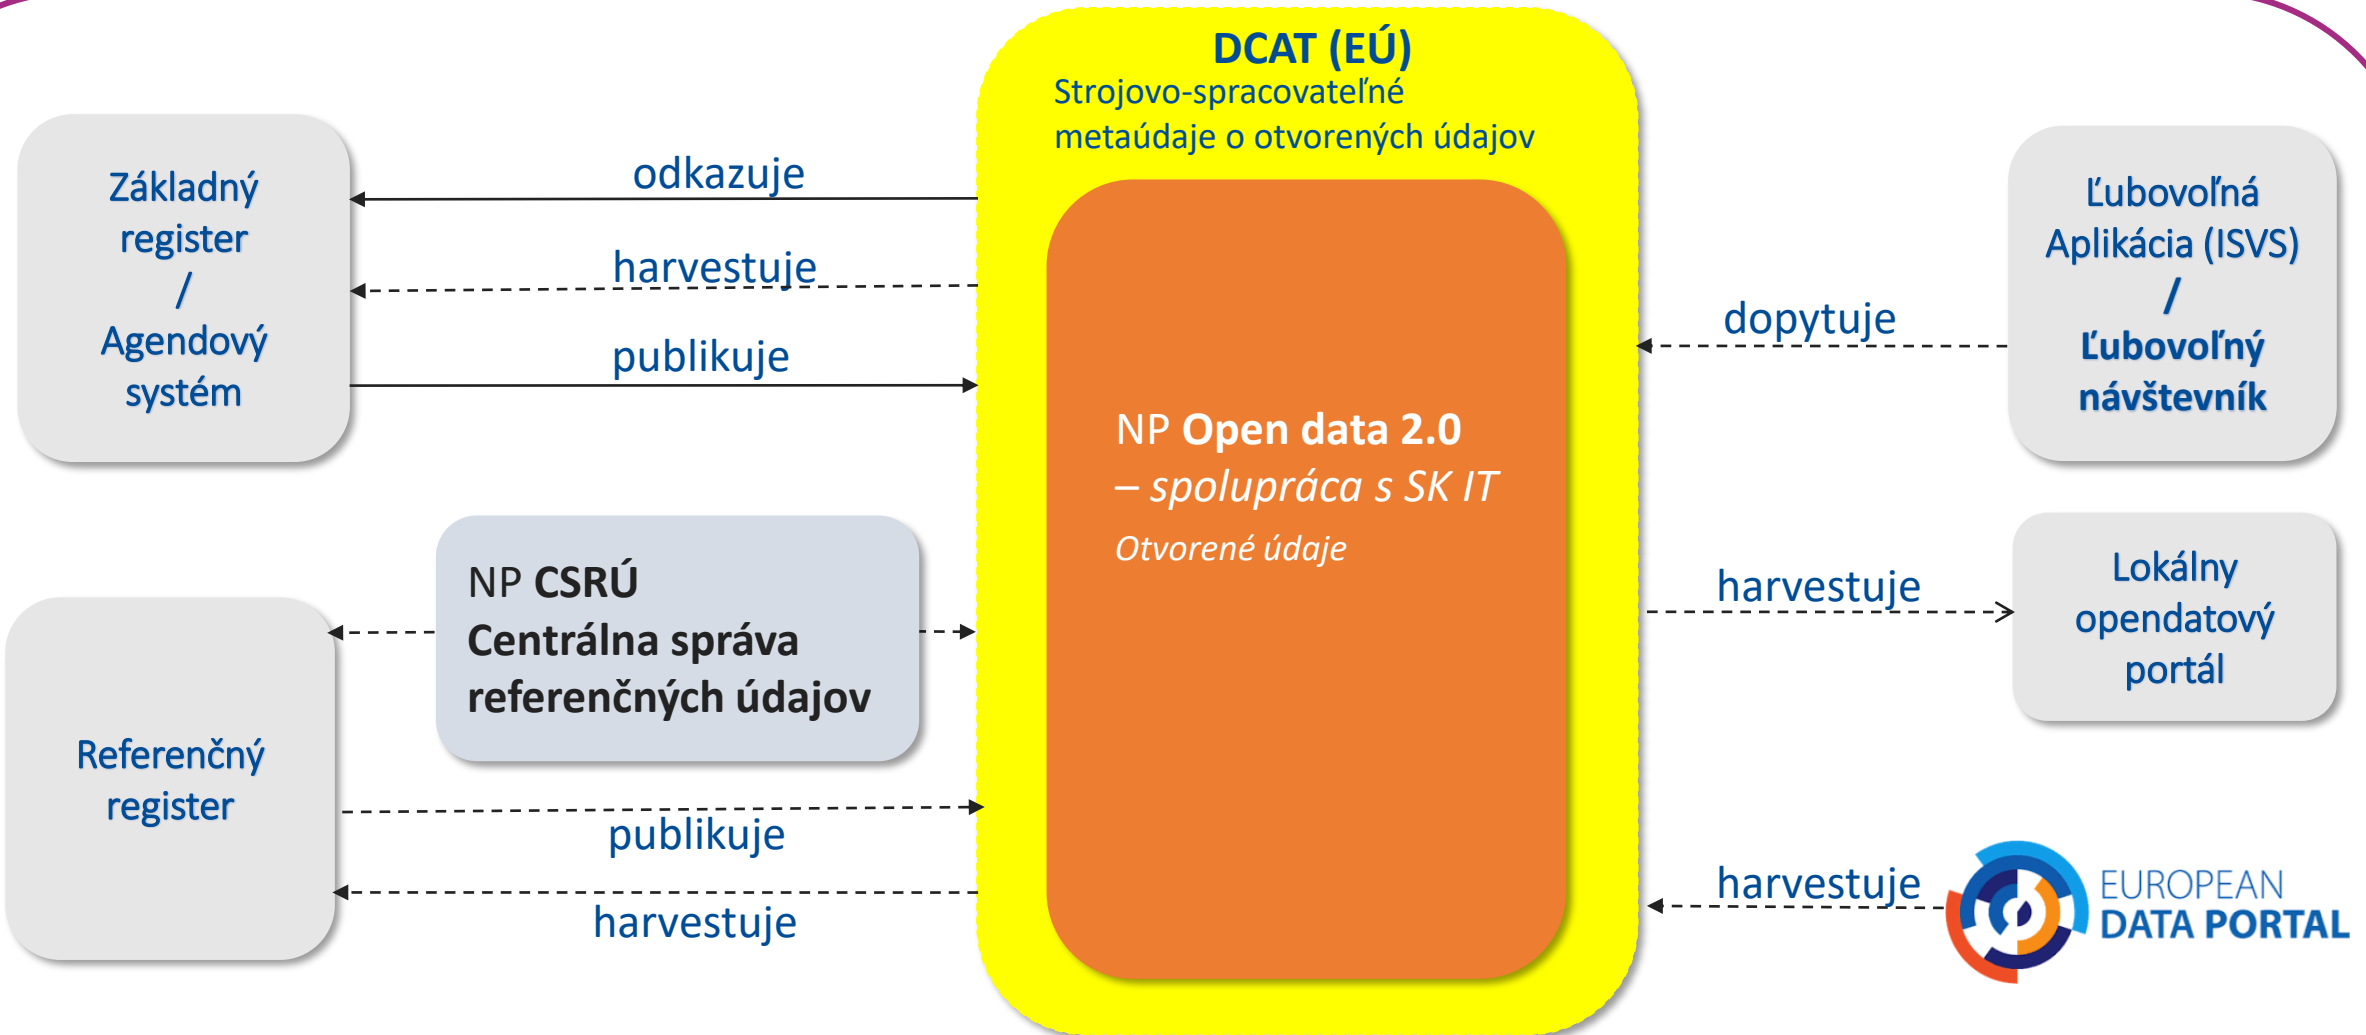 DCAT (EÚ)
Strojovo-spracovateľné
metaúdaje o otvorených údajov
Základný
register
/
Agendový
systém
odkazuje
harvestuje
publikuje
NP CSRÚ
Centrálna správa
referenčných údajov
Referenčný
register
publikuje
harvestuje
NP Open data 2.0
– spolupráca s SK IT
Otvorené údaje
dopytuje
Ľubovoľná
Aplikácia (ISVS)
/
Ľubovoľný
návštevník
harvestuje
Lokálny
opendatový
portál
harvestuje
EUROPEAN
DATA PORTAL